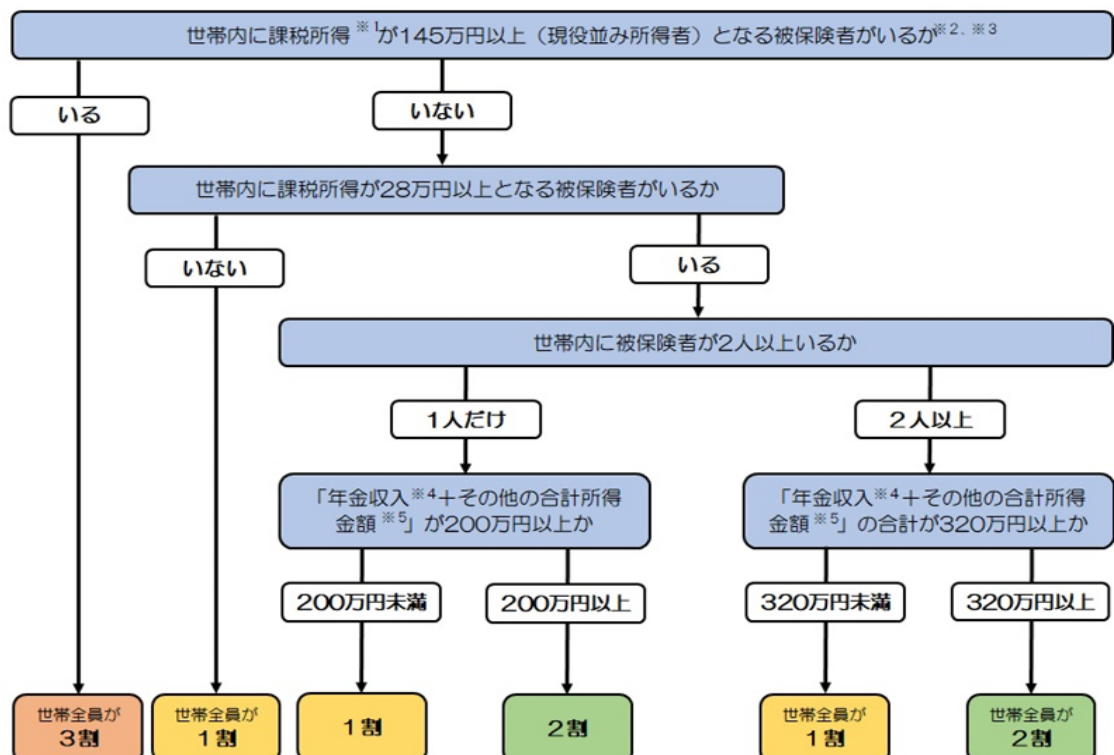 世帯内に課税所得※1が145万円以上（現役並み所得者）となる被保険者がいるか※2、※3
いる
いない
世帯内に課税所得が28万円以上となる被保険者がいるか
いない
いる
世帯内に被保険者が2人以上いるか
1人だけ
2人以上
「年金収入※4＋その他の合計所得
金額※5」が200万円以上か
「年金収入※4＋その他の合計所得
金額※5」の合計が320万円以上か
200万円未満
200万円以上
320万円未満
320万円以上
世帯全員が
3割
世帯全員が
1割
1割
2割
世帯全員が
1割
世帯全員が
2割